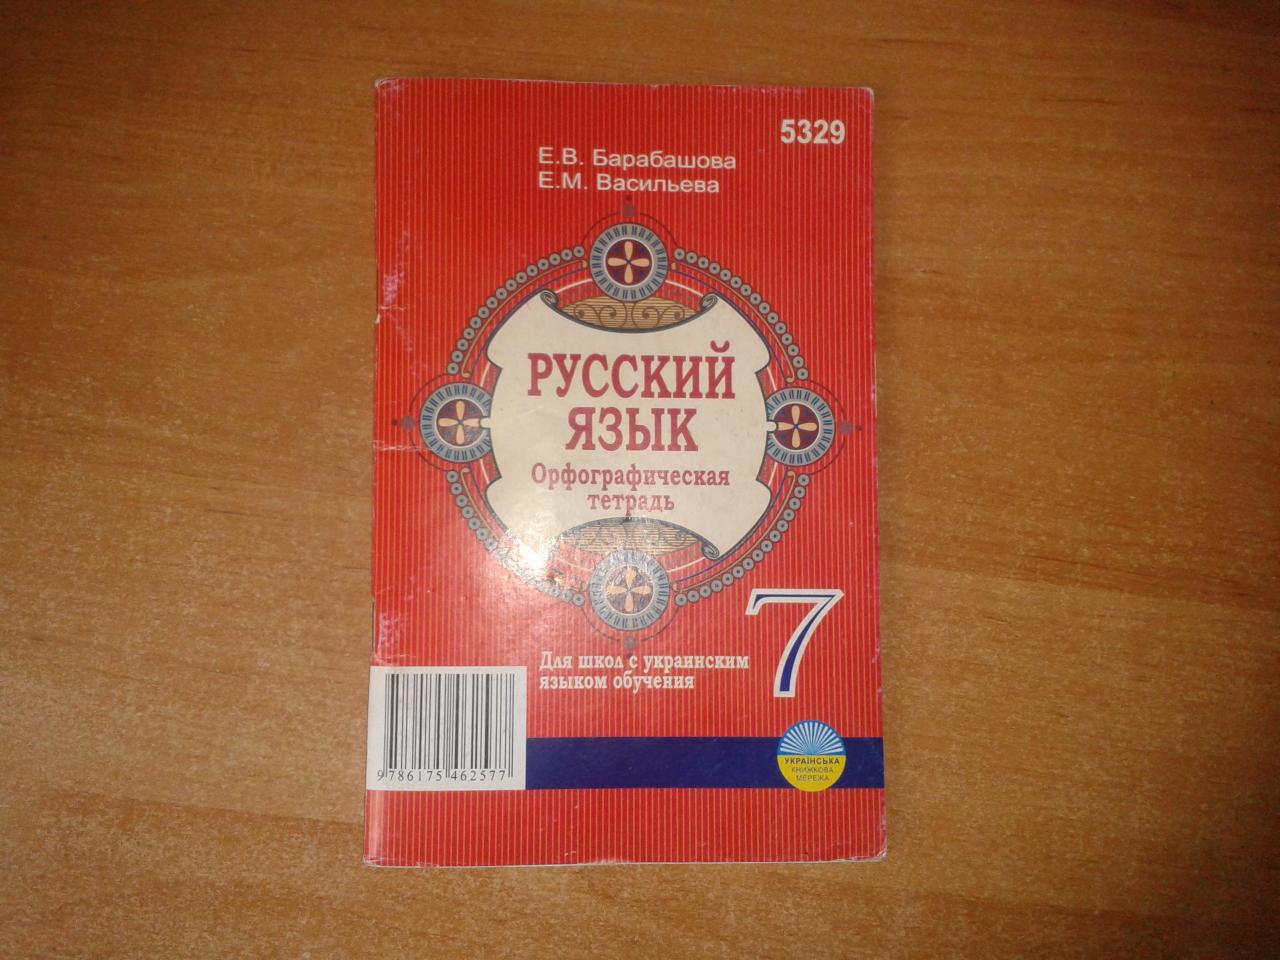 5329
Е.В. Барабашова
Е.М. Васильева
РУССКИЙ
ЯЗЫК
Орфографическая
тетрадь
7
Для школ с украинским
языком обучения
9786175462577
УКРАЇНСЬКА
КНИЖКОВА
МЕРЕЖА